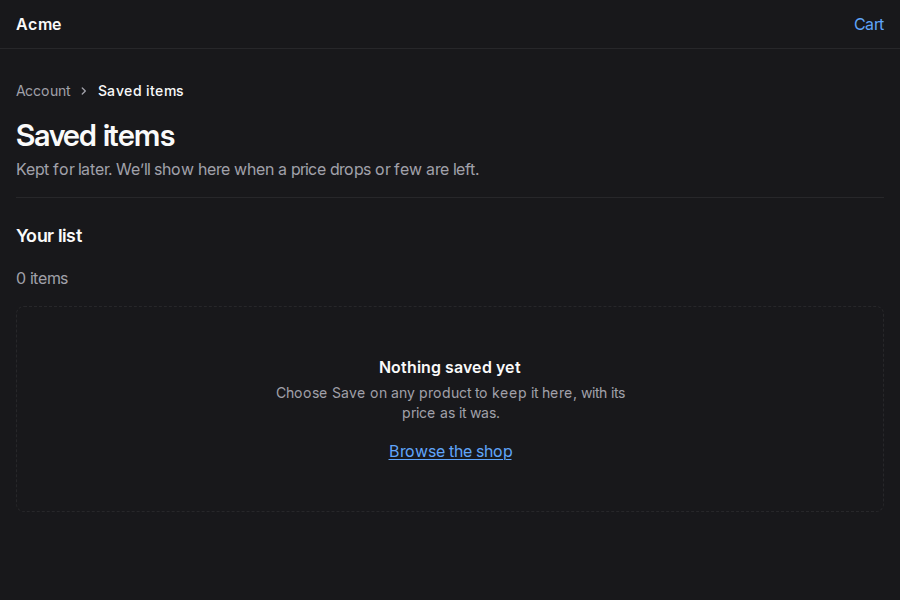 Acme
Cart
Account
Saved items
Saved items
Kept for later. We’ll show here when a price drops or few are left.
Your list
0 items
Nothing saved yet
Choose Save on any product to keep it here, with its
price as it was.
Browse the shop